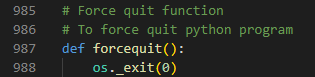 985 # Force quit function
986 # To force quit python program
987 def forcequit():
988     os._exit(0)